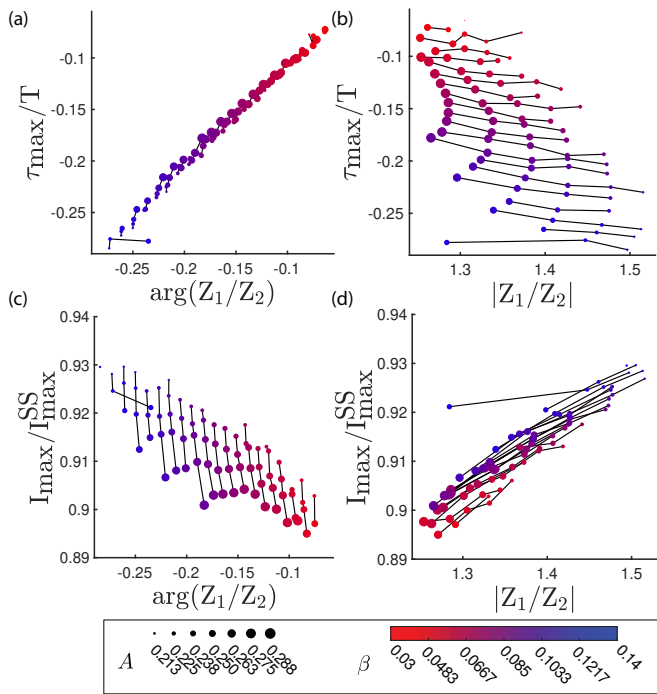 (a)
τmax/T
-0.1
-0.15
-0.2
-0.25
-0.25 -0.2 -0.15 -0.1
arg(Z1/Z2)
(b)
τmax/T
-0.1
-0.15
-0.2
-0.25
1.3 1.4 1.5
|Z1/Z2|
(c)
Imax/I^SS_max
0.94
0.93
0.92
0.91
0.9
0.89
-0.25 -0.2 -0.15 -0.1
arg(Z1/Z2)
(d)
Imax/I^SS_max
0.94
0.93
0.92
0.91
0.9
0.89
1.3 1.4 1.5
|Z1/Z2|
A
0.213 0.225 0.238 0.250 0.263 0.275 0.288
β
0.03 0.0483 0.0667 0.085 0.1033 0.1217 0.14